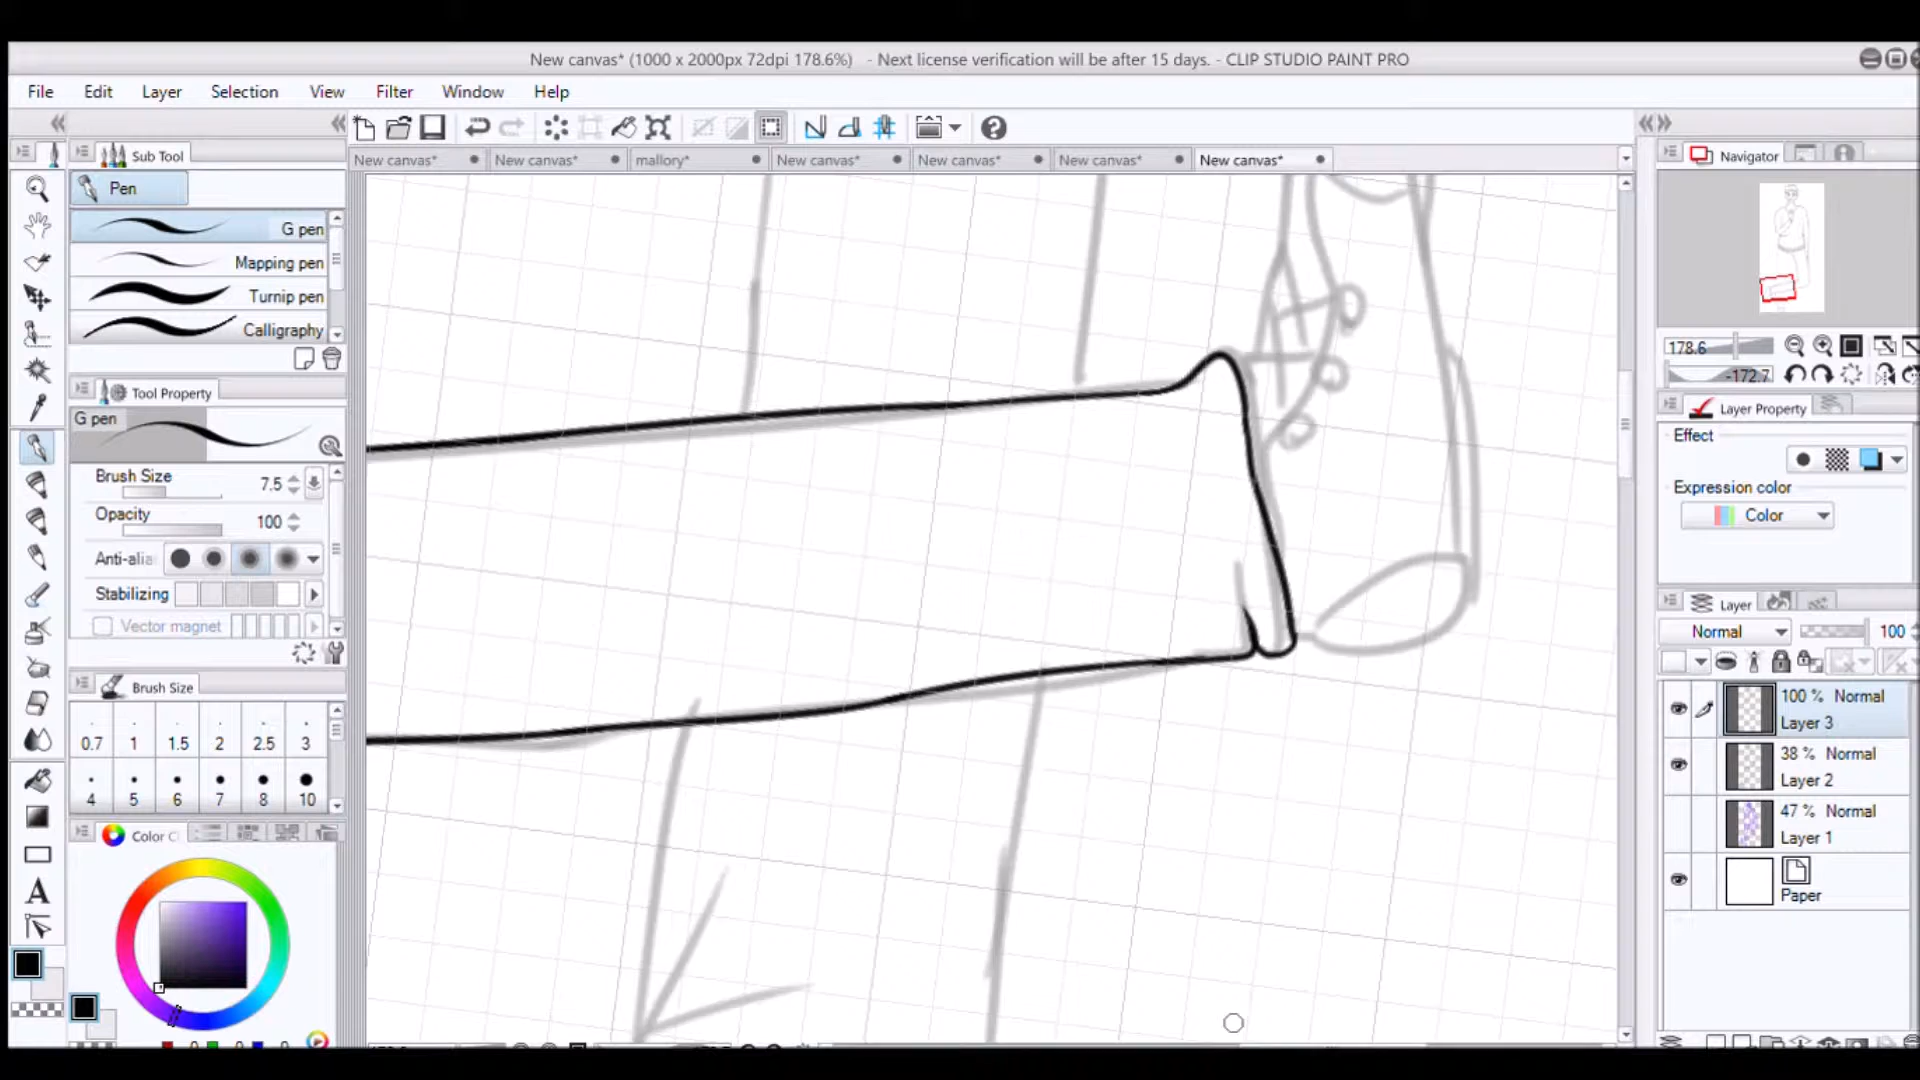 New canvas* (1000 x 2000px 72dpi 178.6%) - Next license verification will be after 15 days. - CLIP STUDIO PAINT PRO
File Edit Layer Selection View Filter Window Help
New canvas* New canvas* mallory* New canvas* New canvas* New canvas* New canvas*
Sub Tool
Pen
G pen
Mapping pen
Turnip pen
Calligraphy
Tool Property
G pen
Brush Size 7.5
Opacity 100
Anti-alia
Stabilizing
Vector magnet
Brush Size
0.7 1 1.5 2 2.5 3
4 5 6 7 8 10
Color C
A
Navigator
178.6
-172.7
Layer Property
Effect
Expression color
Color
Layer
Normal 100
100 % Normal
Layer 3
38 % Normal
Layer 2
47 % Normal
Layer 1
Paper